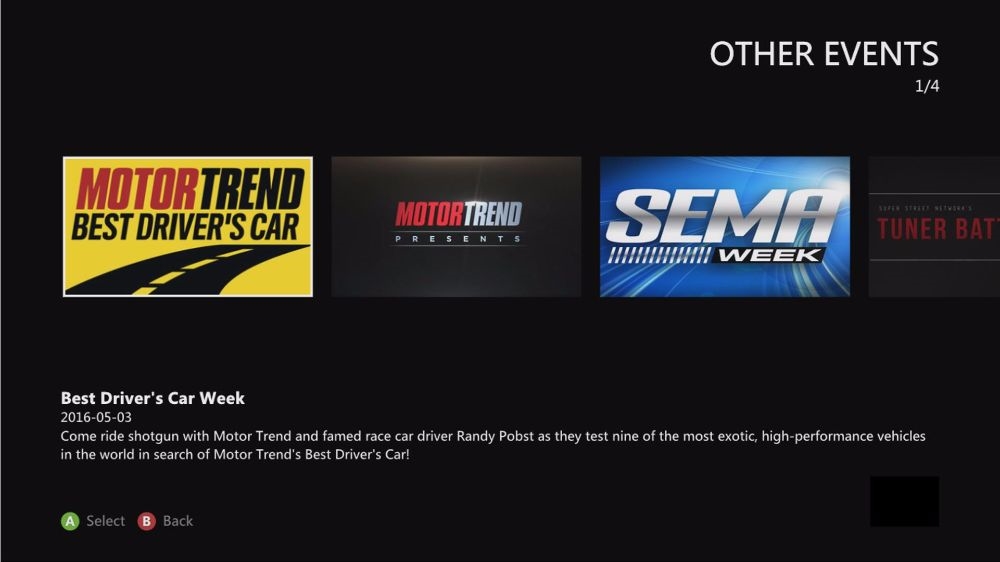 OTHER EVENTS
1/4
MOTORTREND
BEST DRIVER'S CAR
MOTORTREND
PRESENTS
SEMA
WEEK
SUPER STREET NETWORK'S
TUNER BAT
Best Driver's Car Week
2016-05-03
Come ride shotgun with Motor Trend and famed race car driver Randy Pobst as they test nine of the most exotic, high-performance vehicles
in the world in search of Motor Trend's Best Driver's Car!
A Select B Back